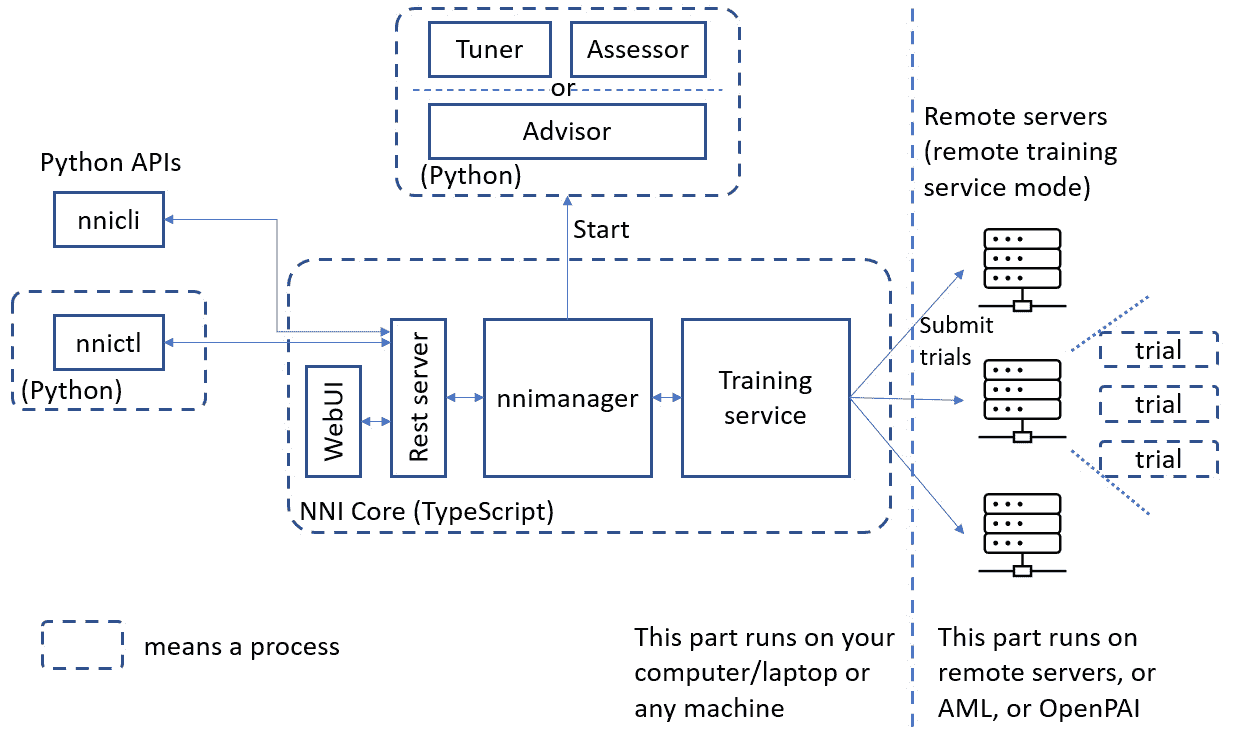 Tuner
Assessor
or
Advisor
(Python)
Start
Python APIs
nnicli
nnictl
(Python)
WebUI
Rest server
nnimanager
Training
service
NNI Core (TypeScript)
Submit
trials
Remote servers
(remote training
service mode)
trial
trial
trial
means a process
This part runs on your
computer/laptop or
any machine
This part runs on
remote servers, or
AML, or OpenPAI